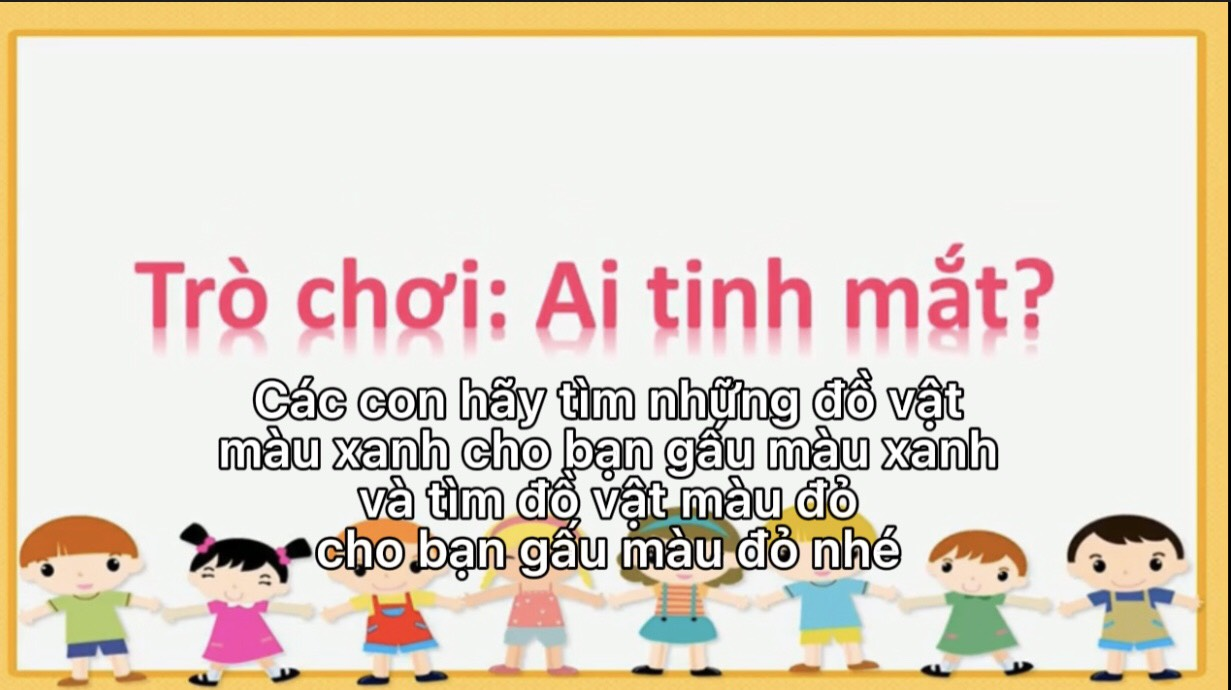 Trò chơi: Ai tinh mắt?
Các con hãy tìm những đồ vật
màu xanh cho bạn gấu màu xanh
và tìm đồ vật màu đỏ
cho bạn gấu màu đỏ nhé